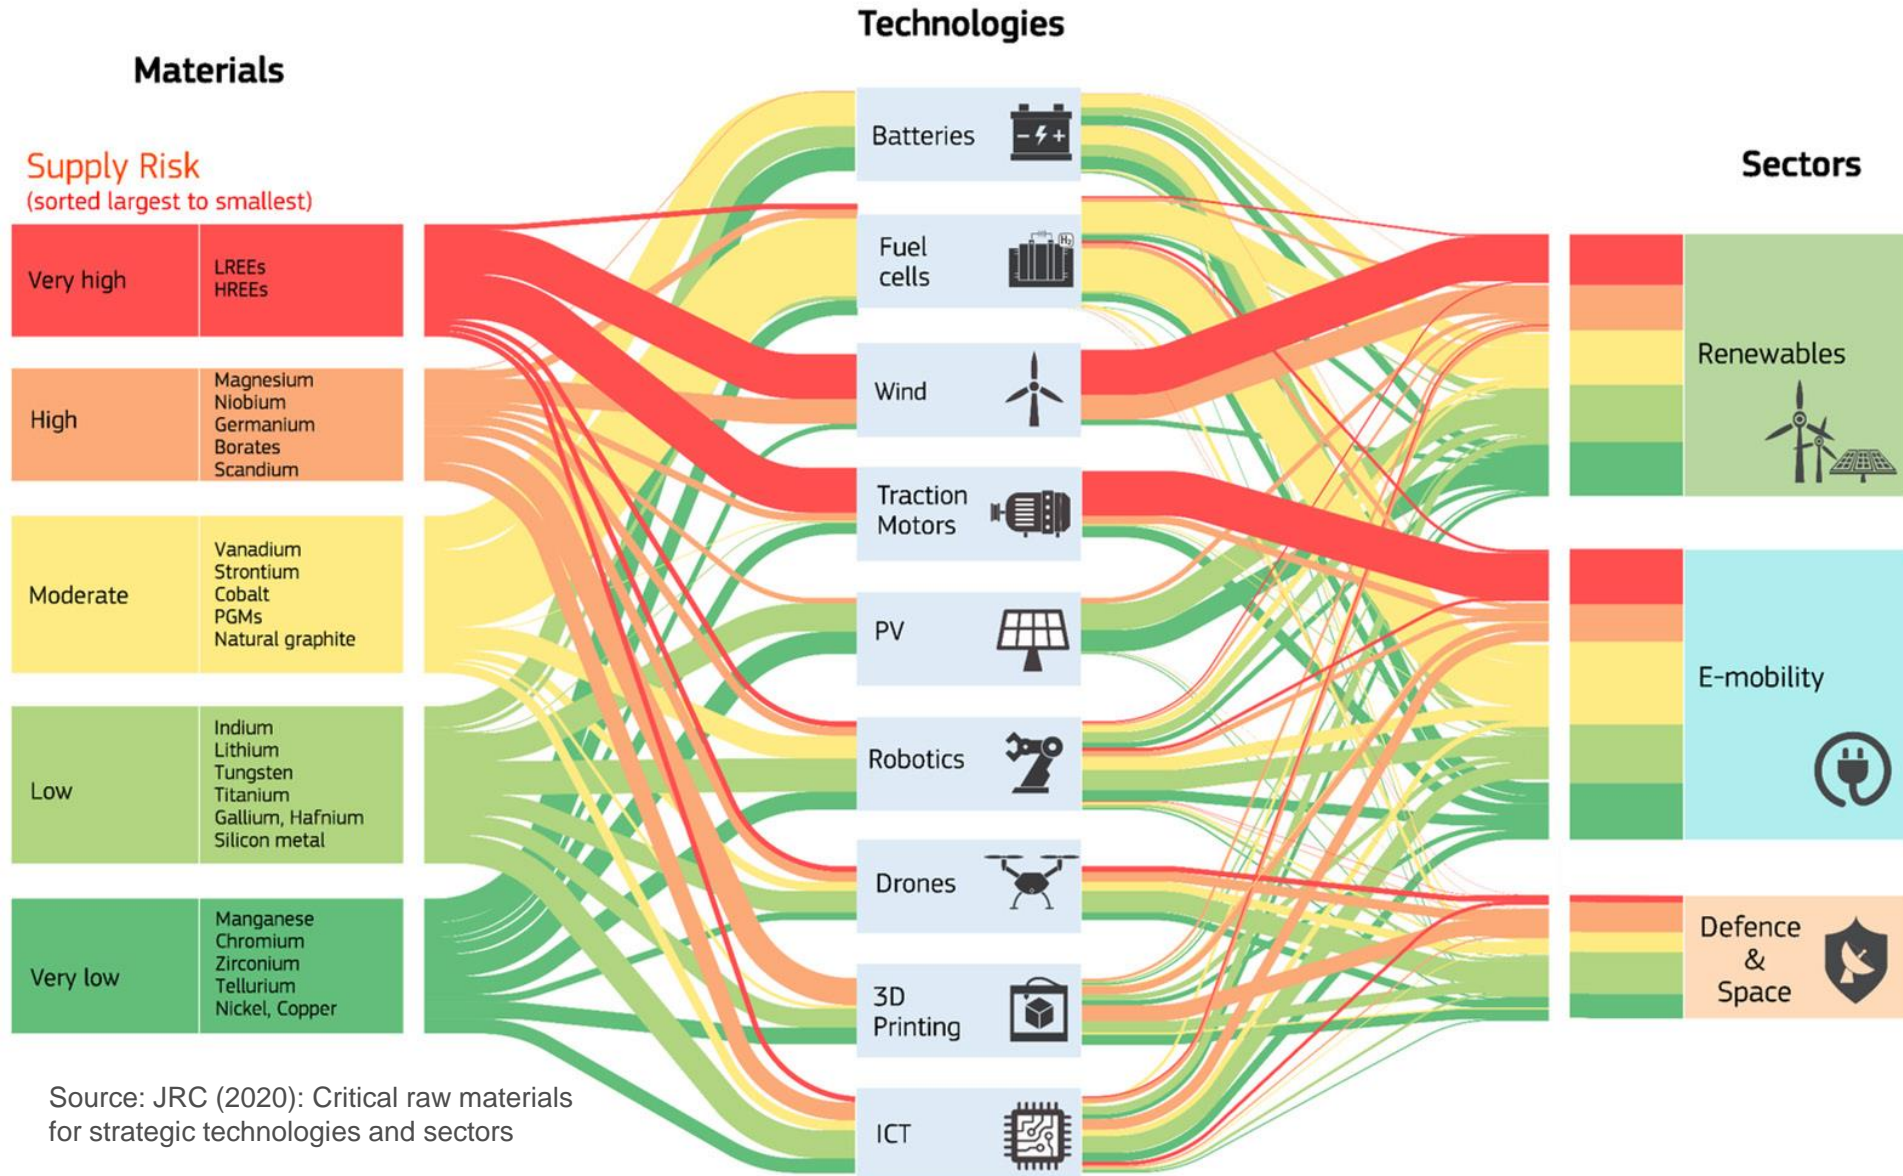 Technologies
Materials
Sectors
Supply Risk
(sorted largest to smallest)
Very high
LREEs
HREEs
High
Magnesium
Niobium
Germanium
Borates
Scandium
Moderate
Vanadium
Strontium
Cobalt
PGMs
Natural graphite
Low
Indium
Lithium
Tungsten
Titanium
Gallium, Hafnium
Silicon metal
Very low
Manganese
Chromium
Zirconium
Tellurium
Nickel, Copper
Batteries
Fuel
cells
H₂
Wind
Traction
Motors
PV
Robotics
Drones
3D
Printing
ICT
Renewables
E-mobility
Defence
&
Space
Source: JRC (2020): Critical raw materials
for strategic technologies and sectors